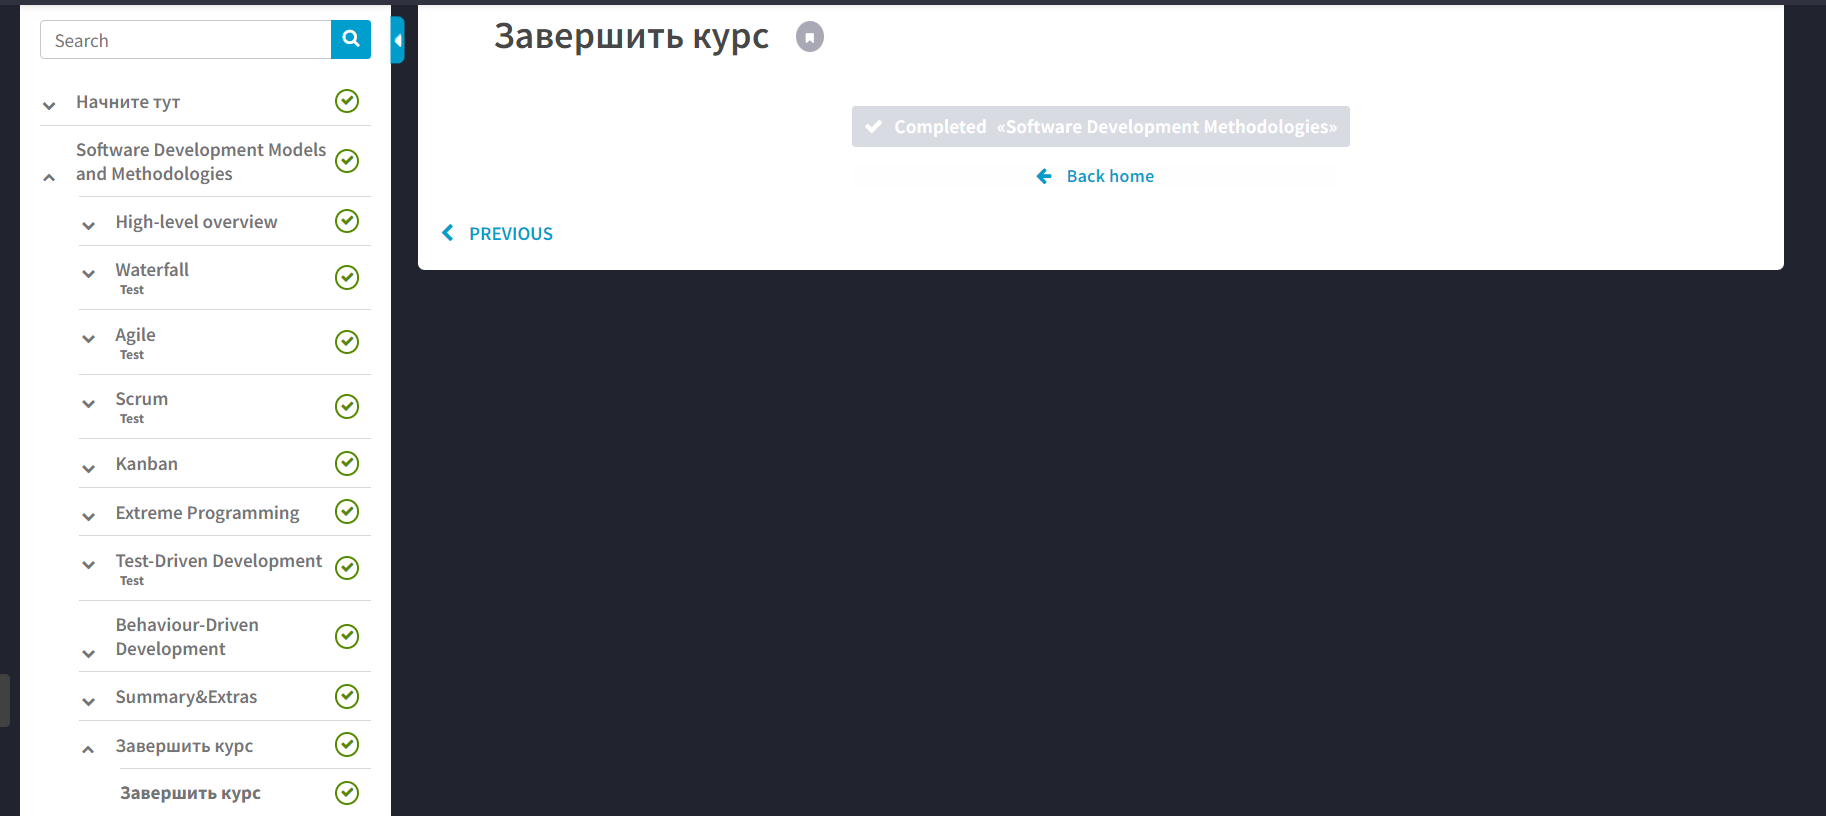 Search
Начните тут
Software Development Models
and Methodologies
High-level overview
Waterfall
Test
Agile
Test
Scrum
Test
Kanban
Extreme Programming
Test-Driven Development
Test
Behaviour-Driven
Development
Summary&Extras
Завершить курс
Завершить курс
Завершить курс
Completed «Software Development Methodologies»
Back home
PREVIOUS